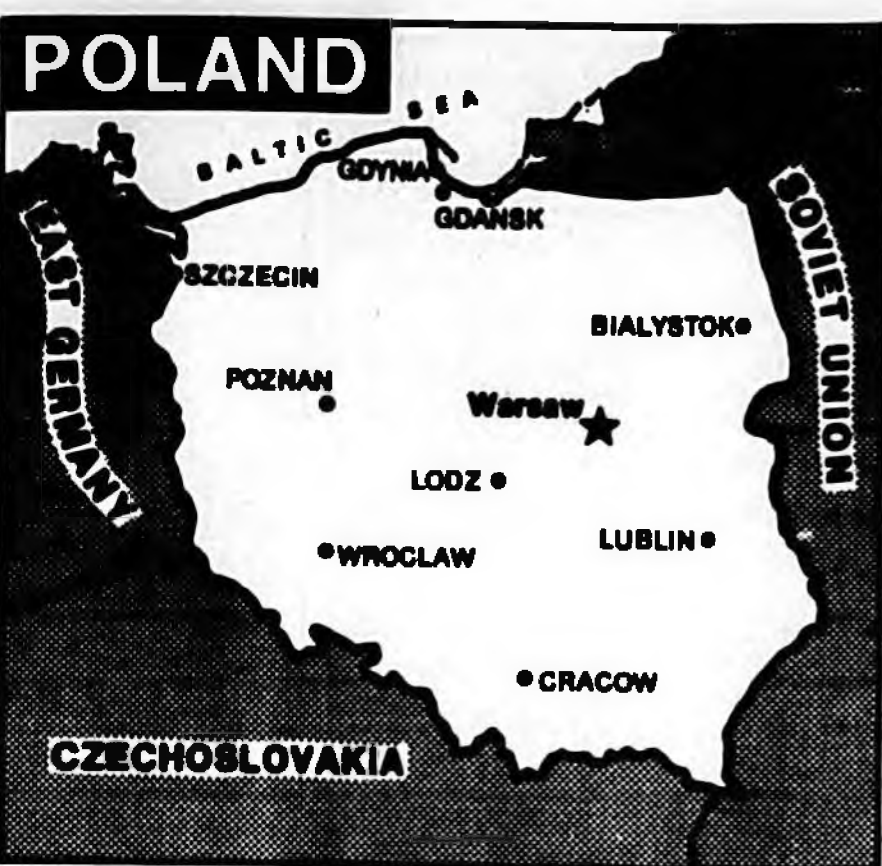 POLAND
BALTIC SEA
GDYNIA
GDANSK
SZCZECIN
EAST GERMANY
SOVIET UNION
BIALYSTOK
POZNAN
Warsaw
LODZ
WROCLAW
LUBLIN
CRACOW
CZECHOSLOVAKIA